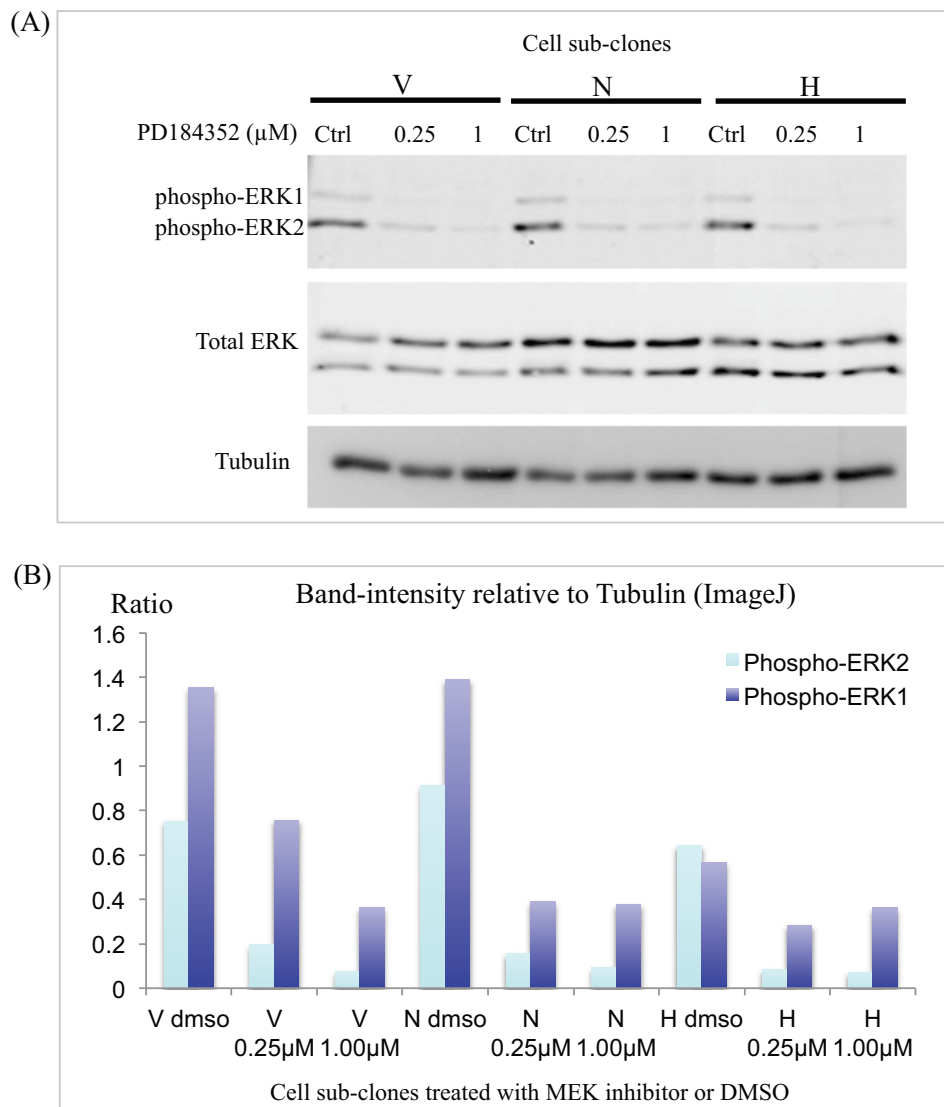 (A)
Cell sub-clones
V N H
PD184352 (µM) Ctrl 0.25 1 Ctrl 0.25 1 Ctrl 0.25 1
phospho-ERK1
phospho-ERK2
Total ERK
Tubulin
(B)
Band-intensity relative to Tubulin (ImageJ)
Ratio
1.6
1.4
1.2
1
0.8
0.6
0.4
0.2
0
Phospho-ERK2
Phospho-ERK1
V dmso V V N dmso N N H dmso H H
0.25µM 1.00µM 0.25µM 1.00µM 0.25µM 1.00µM
Cell sub-clones treated with MEK inhibitor or DMSO